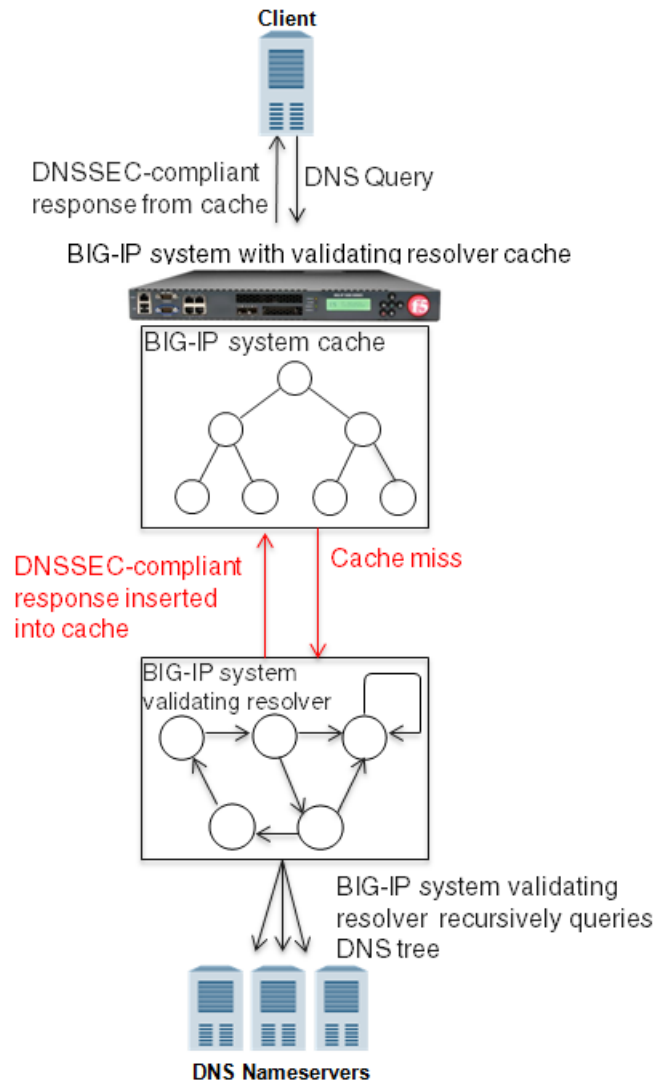 Client
DNSSEC-compliant
response from cache
DNS Query
BIG-IP system with validating resolver cache
f5
BIG-IP system cache
Cache miss
DNSSEC-compliant
response inserted
into cache
BIG-IP system
validating resolver
BIG-IP system validating
resolver recursively queries
DNS tree
DNS Nameservers